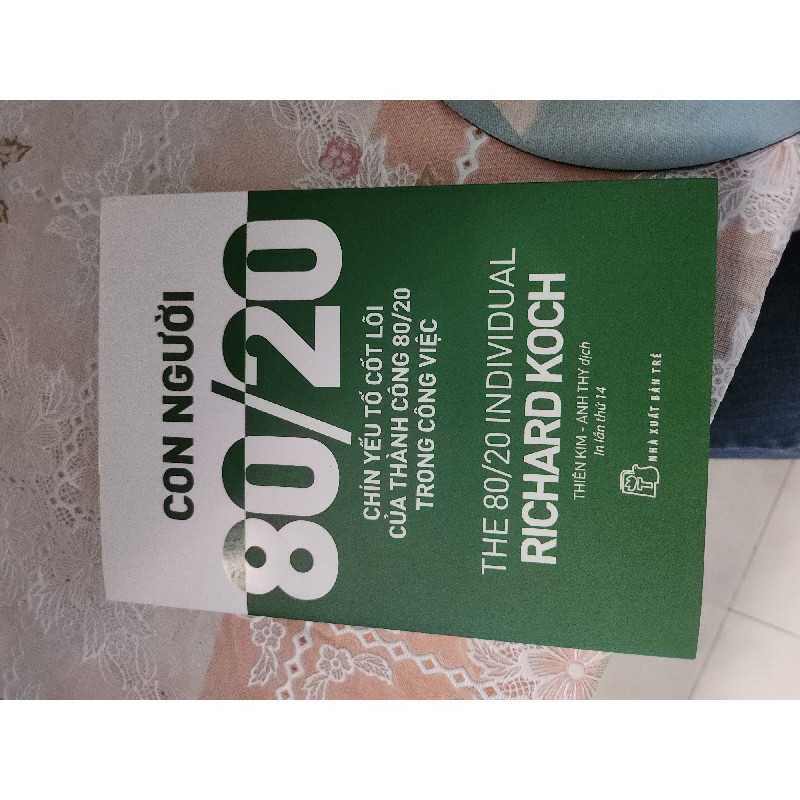 CON NGƯỜI
80/20
CHÍN YẾU TỐ CỐT LÕI
CỦA THÀNH CÔNG 80/20
TRONG CÔNG VIỆC
THE 80/20 INDIVIDUAL
RICHARD KOCH
THIÊN KIM - ANH THY dịch
In lần thứ 14
NHÀ XUẤT BẢN TRẺ